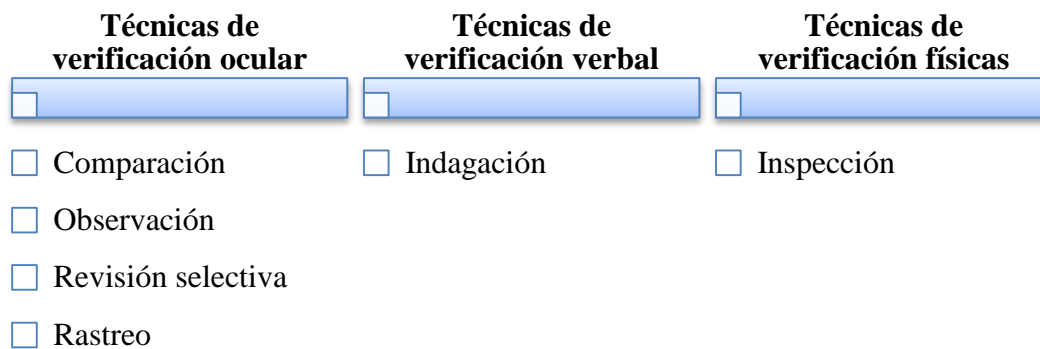 Técnicas de
verificación ocular
Comparación
Observación
Revisión selectiva
Rastreo
Técnicas de
verificación verbal
Indagación
Técnicas de
verificación físicas
Inspección